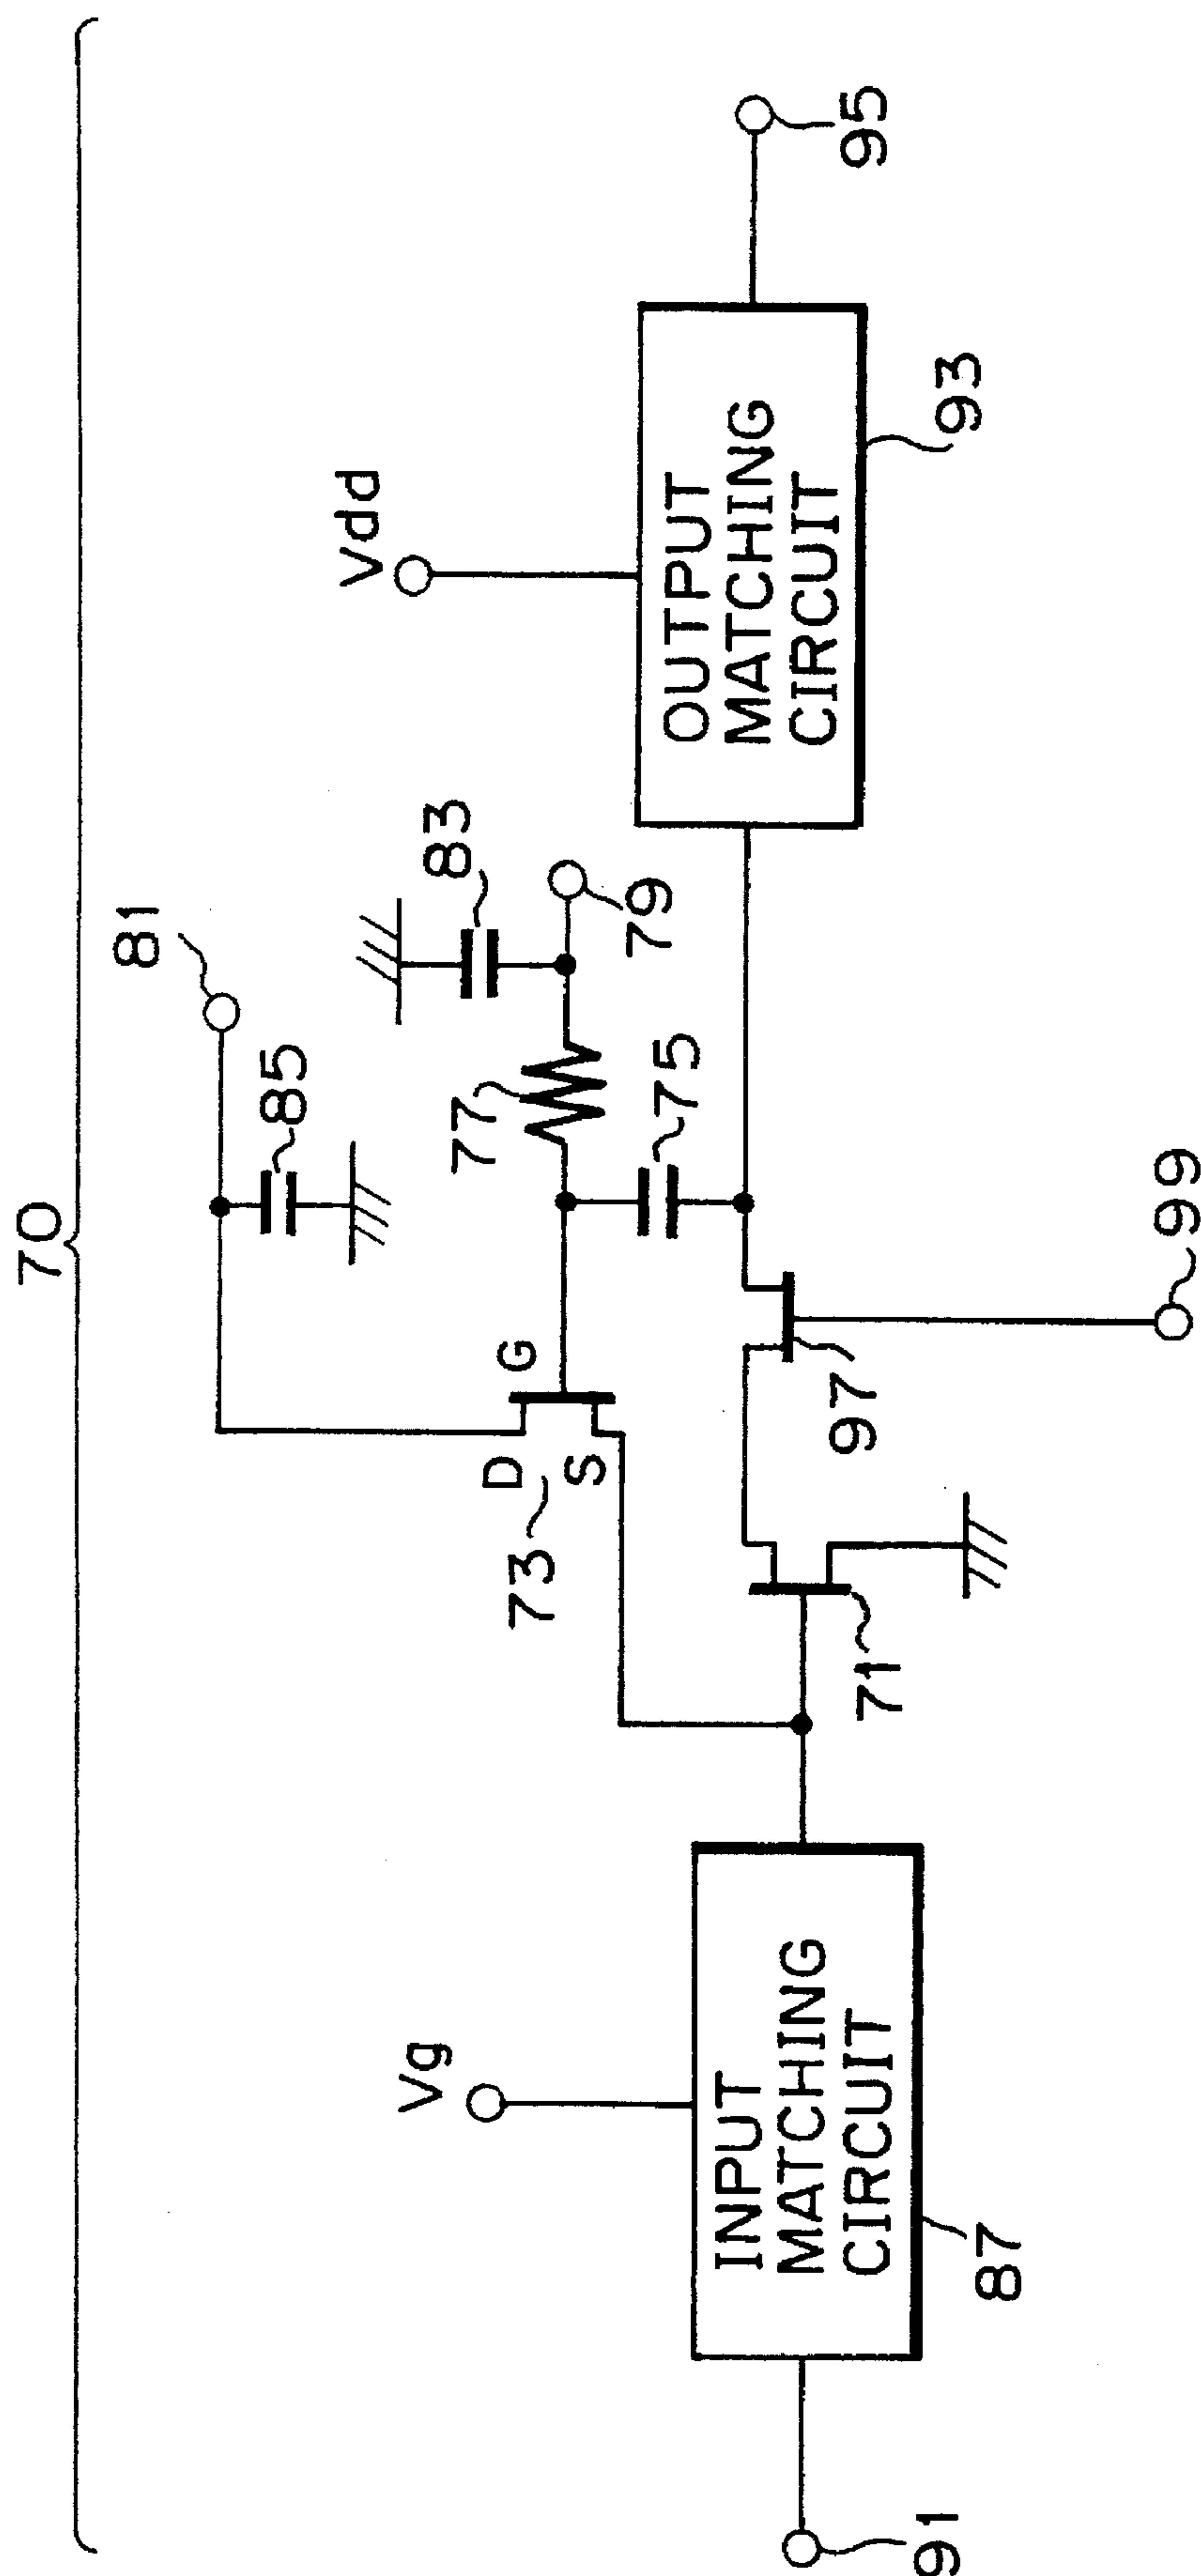 70
81
85
83
Vdd
77
79
75
D
G
S
73
Vg
INPUT
MATCHING
CIRCUIT
OUTPUT
MATCHING
CIRCUIT
95
93
97
71
87
91
99